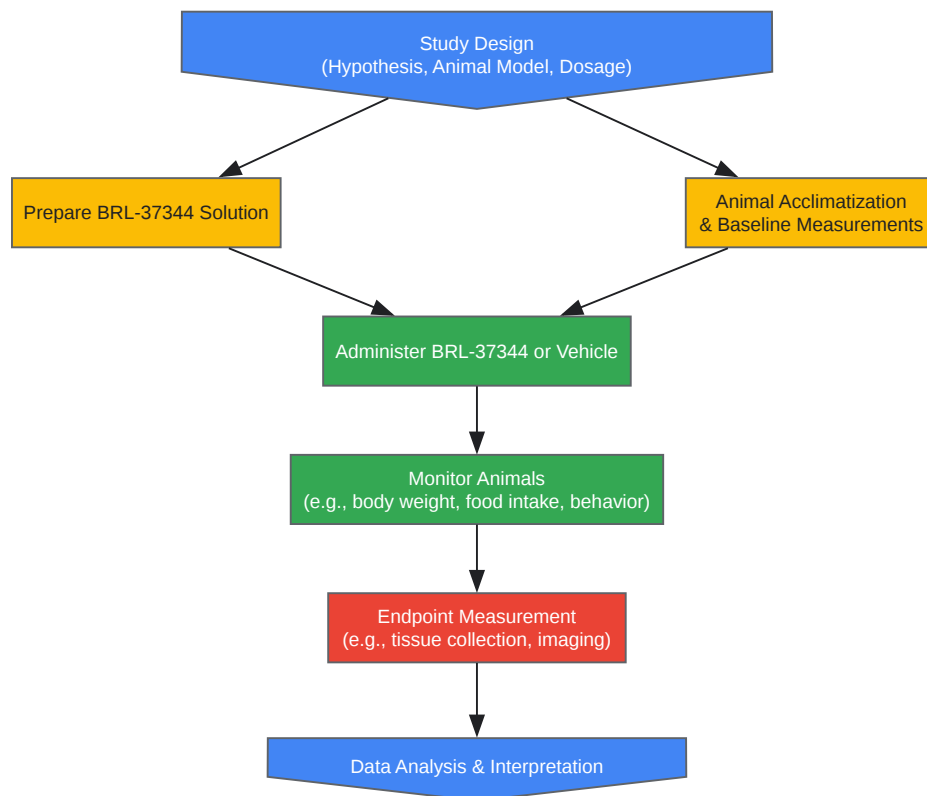 Study Design
(Hypothesis, Animal Model, Dosage)
Prepare BRL-37344 Solution
Animal Acclimatization
& Baseline Measurements
Administer BRL-37344 or Vehicle
Monitor Animals
(e.g., body weight, food intake, behavior)
Endpoint Measurement
(e.g., tissue collection, imaging)
Data Analysis & Interpretation